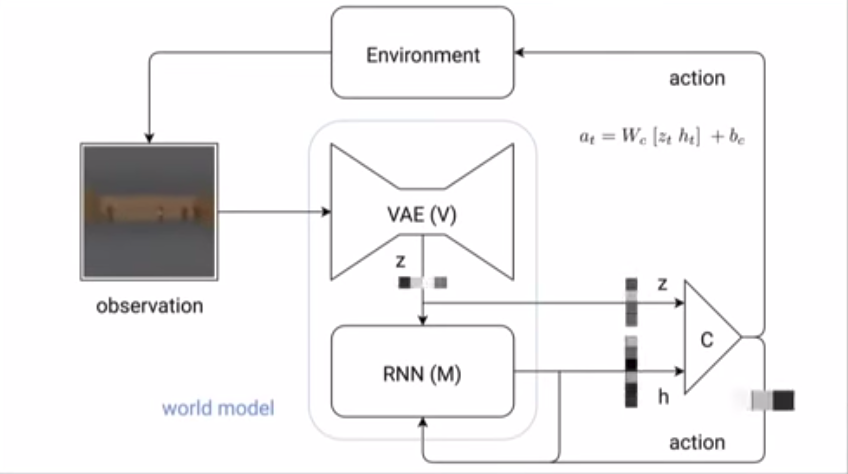 Environment
action
a_t = W_c [z_t h_t] + b_c
VAE (V)
z
observation
z
C
RNN (M)
h
world model
action